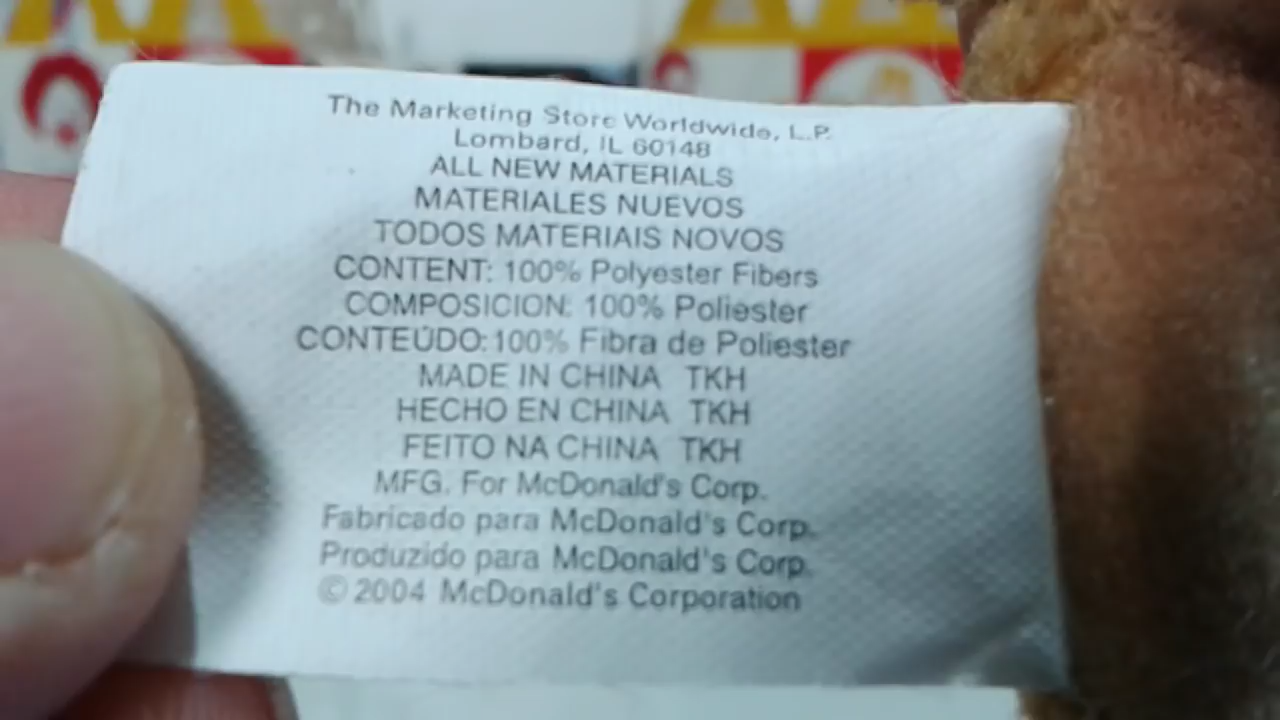 The Marketing Store Worldwide, L.P.
Lombard, IL 60148
ALL NEW MATERIALS
MATERIALES NUEVOS
TODOS MATERIAIS NOVOS
CONTENT: 100% Polyester Fibers
COMPOSICION: 100% Poliester
CONTEÚDO: 100% Fibra de Poliester
MADE IN CHINA TKH
HECHO EN CHINA TKH
FEITO NA CHINA TKH
MFG. For McDonald's Corp.
Fabricado para McDonald's Corp.
Produzido para McDonald's Corp.
© 2004 McDonald's Corporation